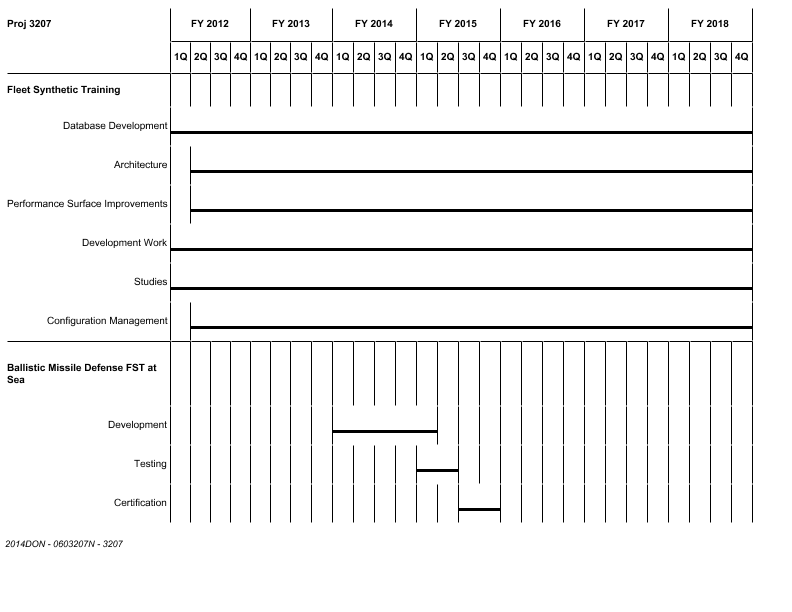 Proj 3207 FY 2012 FY 2013 FY 2014 FY 2015 FY 2016 FY 2017 FY 2018
1Q 2Q 3Q 4Q 1Q 2Q 3Q 4Q 1Q 2Q 3Q 4Q 1Q 2Q 3Q 4Q 1Q 2Q 3Q 4Q 1Q 2Q 3Q 4Q 1Q 2Q 3Q 4Q
Fleet Synthetic Training
Database Development
Architecture
Performance Surface Improvements
Development Work
Studies
Configuration Management
Ballistic Missile Defense FST at
Sea
Development
Testing
Certification
2014DON - 0603207N - 3207